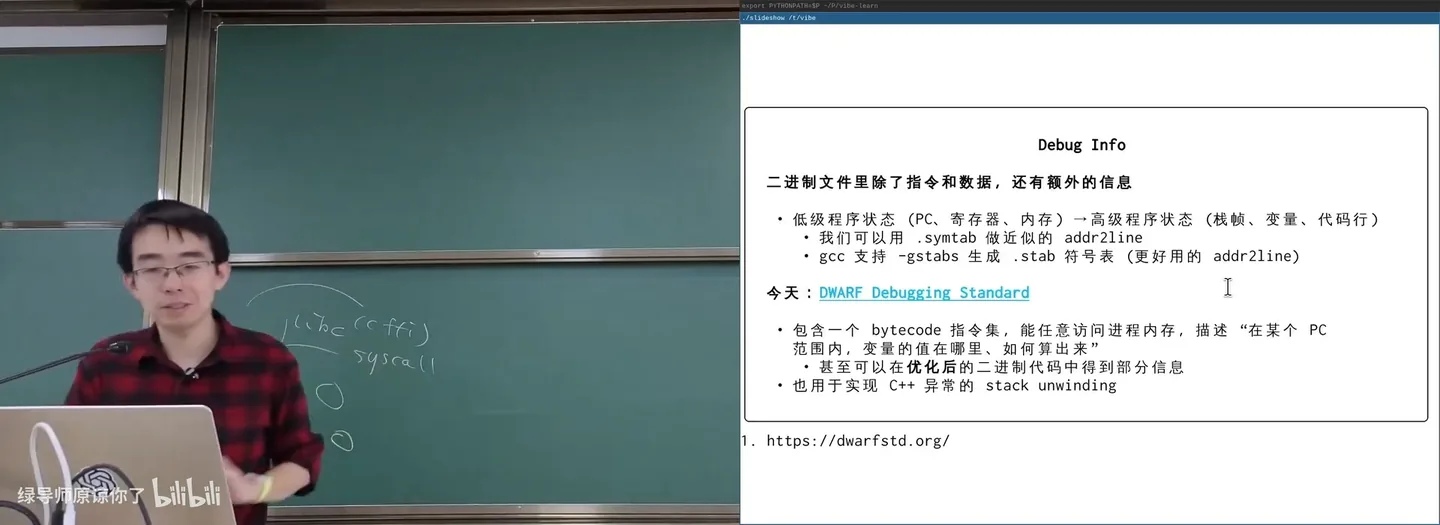 export PYTHONPATH=$P ~/P/vibe-learn
./slideshow /t/vibe
Debug Info
二进制文件里除了指令和数据, 还有额外的信息
• 低级程序状态 (PC、寄存器、内存) →高级程序状态 (栈帧、变量、代码行)
• 我们可以用 .symtab 做近似的 addr2line
• gcc 支持 -gstabs 生成 .stab 符号表 (更好用的 addr2line)
今天: DWARF Debugging Standard
• 包含一个 bytecode 指令集, 能任意访问进程内存, 描述 “在某个 PC
范围内, 变量的值在哪里、如何算出来”
• 甚至可以在优化后的二进制代码中得到部分信息
• 也用于实现 C++ 异常的 stack unwinding
1. https://dwarfstd.org/
libc (cffi)
syscall
绿导师原谅你了 bilibili